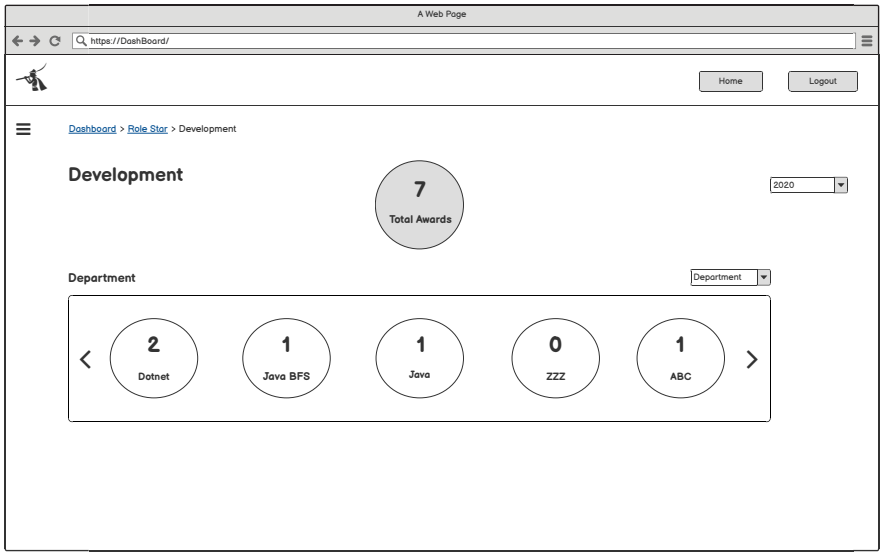 A Web Page
https://DashBoard/
Home
Logout
Dashboard > Role Star > Development
Development
7
Total Awards
2020
Department
Department
2
Dotnet
1
Java BFS
1
Java
0
ZZZ
1
ABC